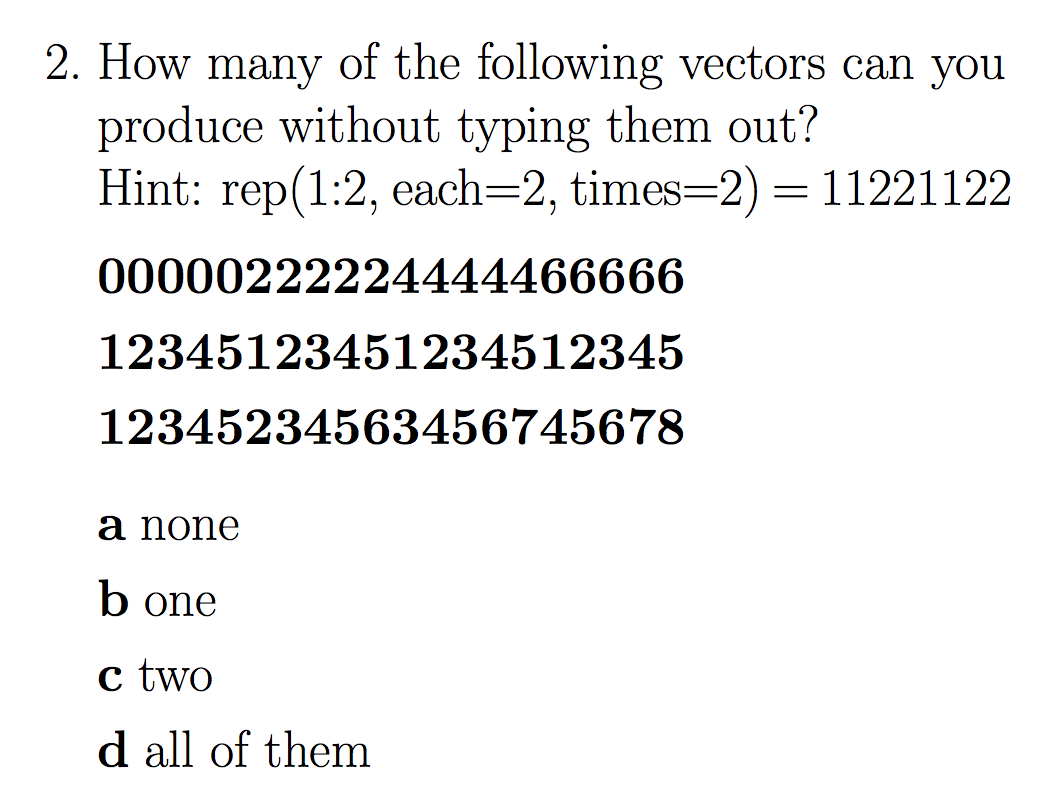 2. How many of the following vectors can you
produce without typing them out?
Hint: rep(1:2, each=2, times=2) = 11221122
00000222224444466666
12345123451234512345
12345234563456745678
a none
b one
c two
d all of them